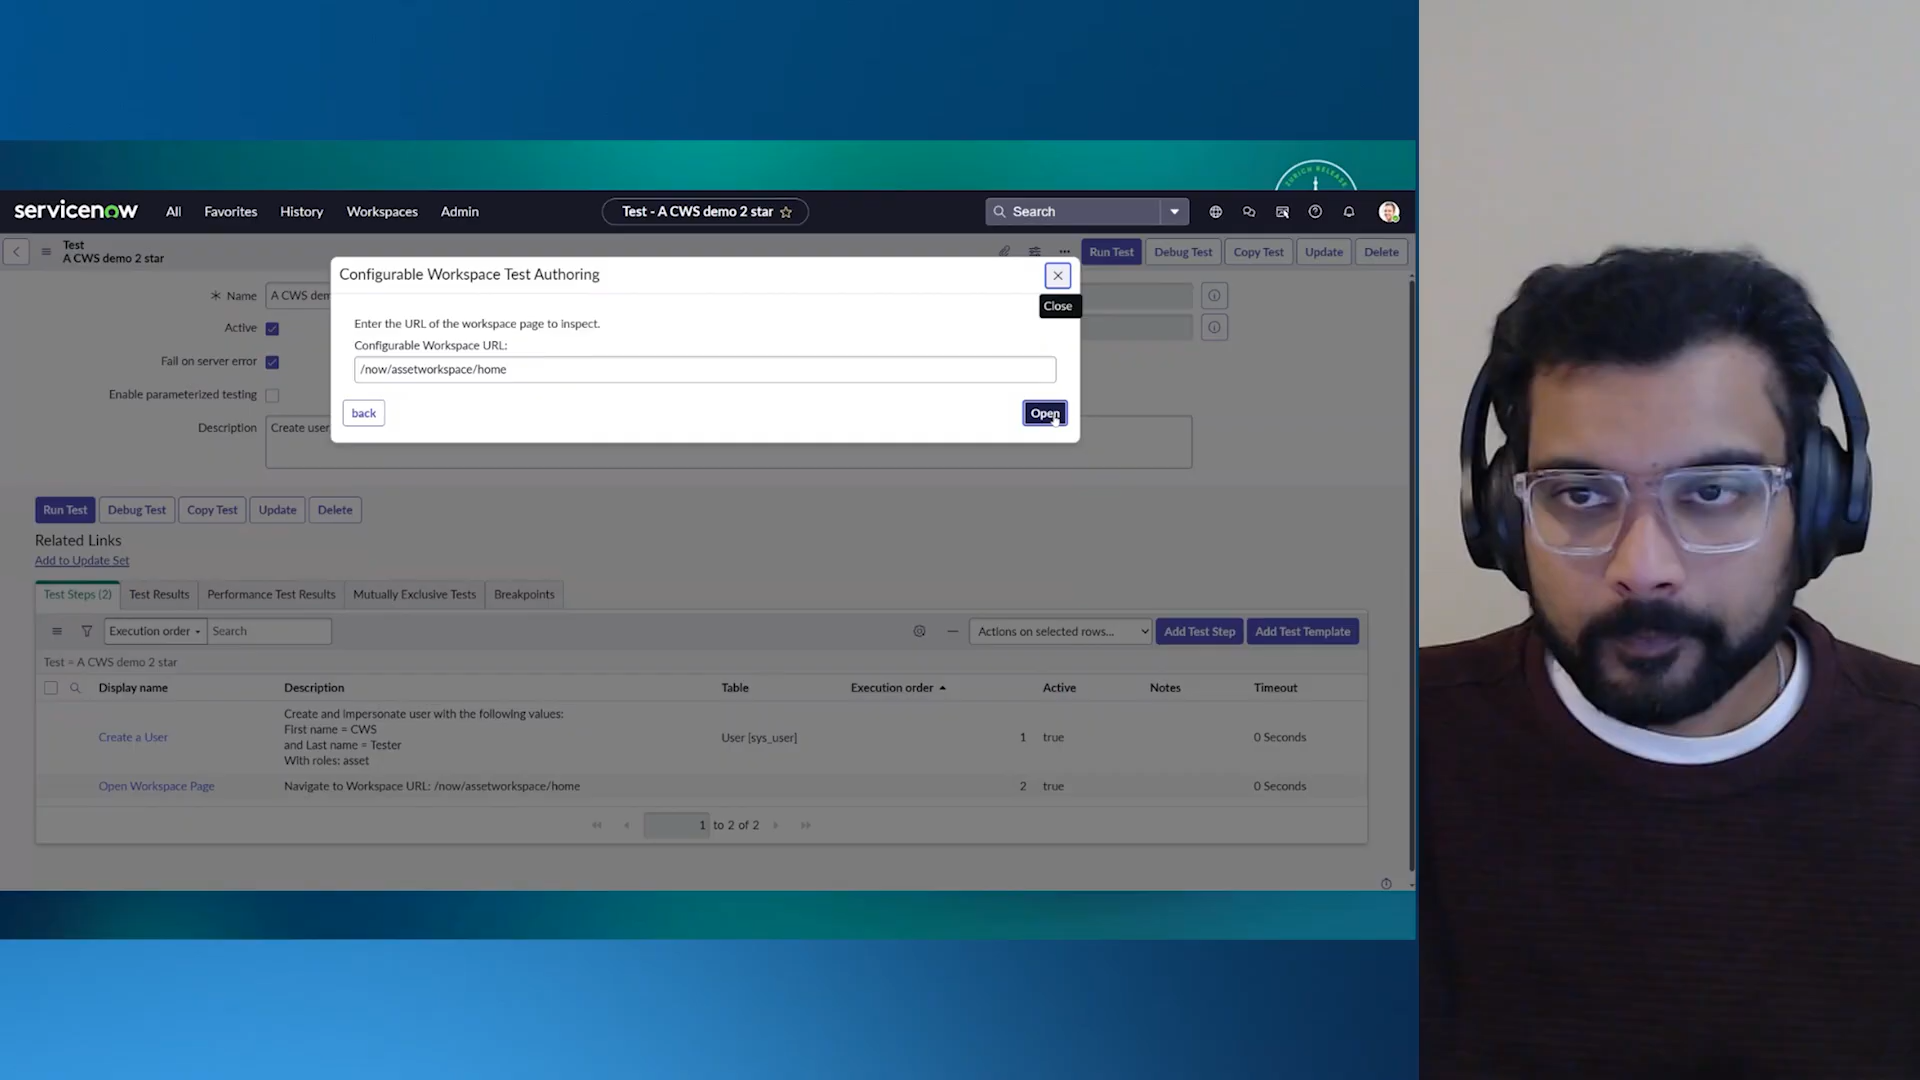 ZURICH RELEASE
servicenow
All
Favorites
History
Workspaces
Admin
Test - A CWS demo 2 star
Search
Test
A CWS demo 2 star
Run Test
Debug Test
Copy Test
Update
Delete
Configurable Workspace Test Authoring
Close
Enter the URL of the workspace page to inspect.
Configurable Workspace URL:
/now/assetworkspace/home
back
Open
* Name
A CWS dem
Active
Fail on server error
Enable parameterized testing
Description
Create user
Run Test
Debug Test
Copy Test
Update
Delete
Related Links
Add to Update Set
Test Steps (2)
Test Results
Performance Test Results
Mutually Exclusive Tests
Breakpoints
Execution order
Search
Actions on selected rows...
Add Test Step
Add Test Template
Test = A CWS demo 2 star
Display name
Description
Table
Execution order
Active
Notes
Timeout
Create a User
Create and impersonate user with the following values:
First name = CWS
and Last name = Tester
With roles: asset
User [sys_user]
1
true
0 Seconds
Open Workspace Page
Navigate to Workspace URL: /now/assetworkspace/home
2
true
0 Seconds
1 to 2 of 2